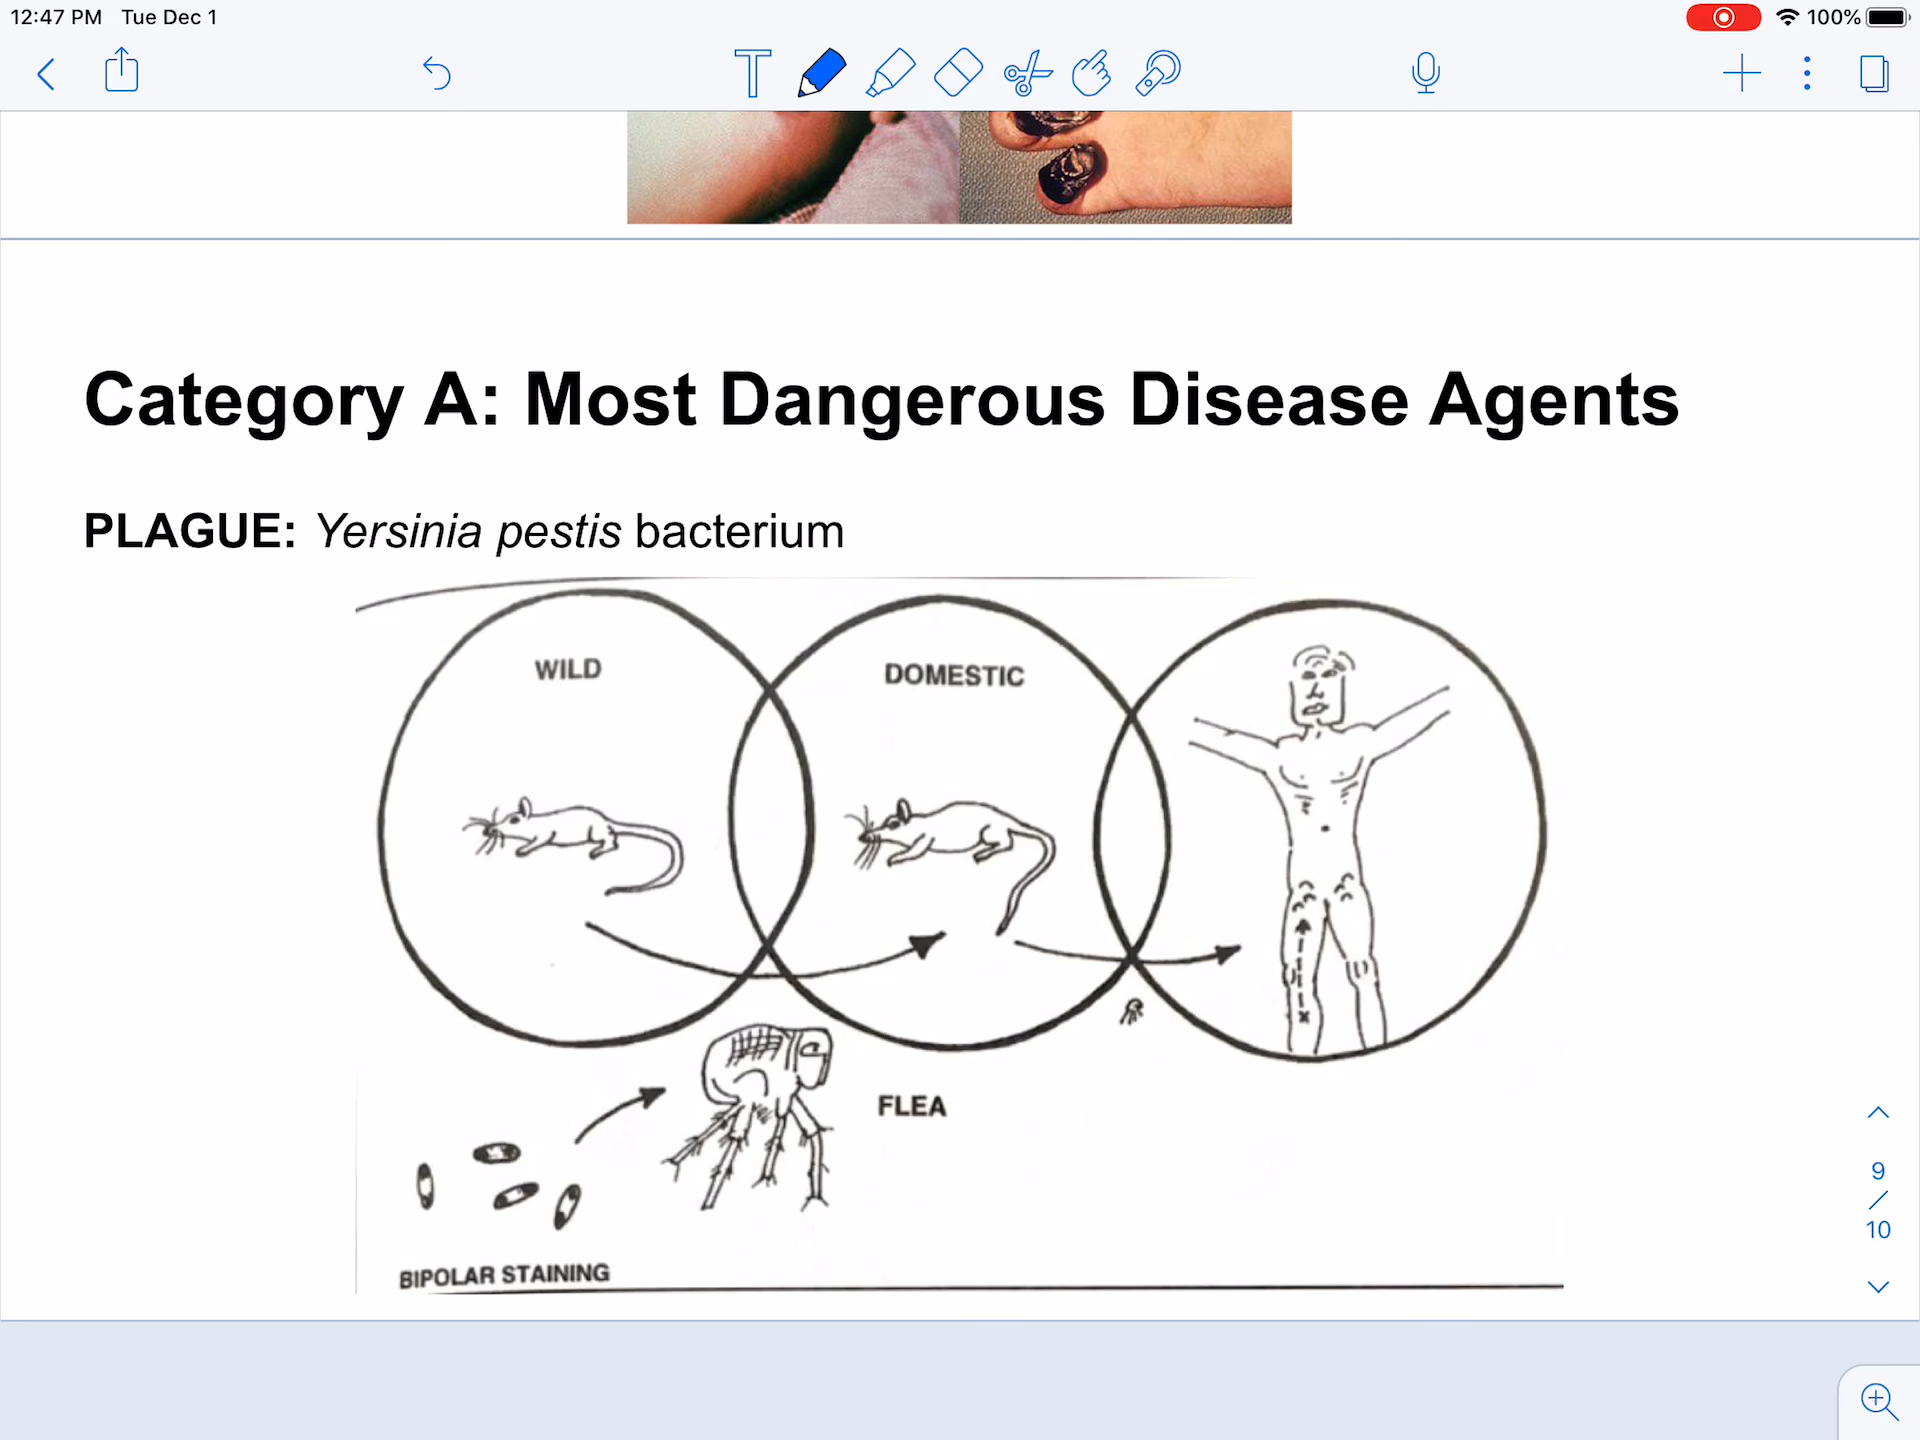 12:47 PM Tue Dec 1
100%
Category A: Most Dangerous Disease Agents
PLAGUE: Yersinia pestis bacterium
WILD
DOMESTIC
FLEA
BIPOLAR STAINING
9
/
10